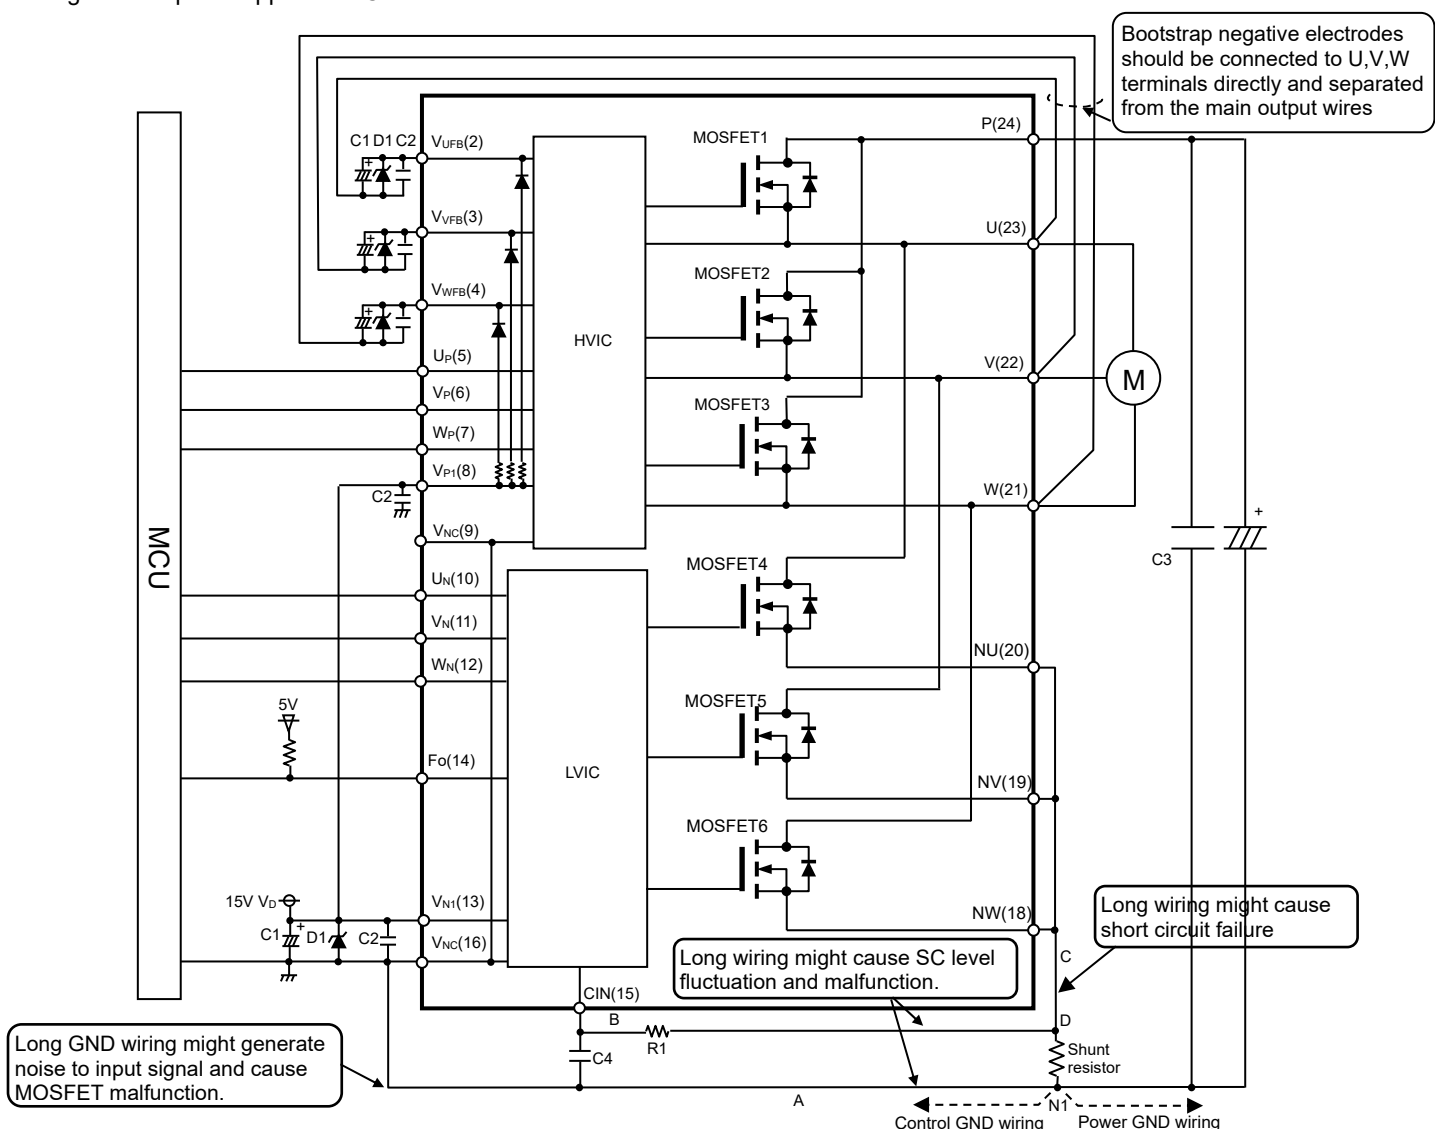 Bootstrap negative electrodes
should be connected to U,V,W
terminals directly and separated
from the main output wires
P(24)
MOSFET1
C1 D1 C2
+
VUFB(2)
VVFB(3)
+
U(23)
MOSFET2
VWFB(4)
+
HVIC
UP(5)
V(22)
M
VP(6)
MOSFET3
WP(7)
VP1(8)
C2
W(21)
+
MCU
VNC(9)
C3
MOSFET4
UN(10)
VN(11)
NU(20)
WN(12)
5V
MOSFET5
Fo(14)
LVIC
NV(19)
MOSFET6
15V VD
VN1(13)
NW(18)
Long wiring might cause
short circuit failure
C1
+
D1
C2
VNC(16)
Long wiring might cause SC level
fluctuation and malfunction.
C
CIN(15)
B
D
R1
C4
Shunt
resistor
Long GND wiring might generate
noise to input signal and cause
MOSFET malfunction.
A
N1
Control GND wiring
Power GND wiring